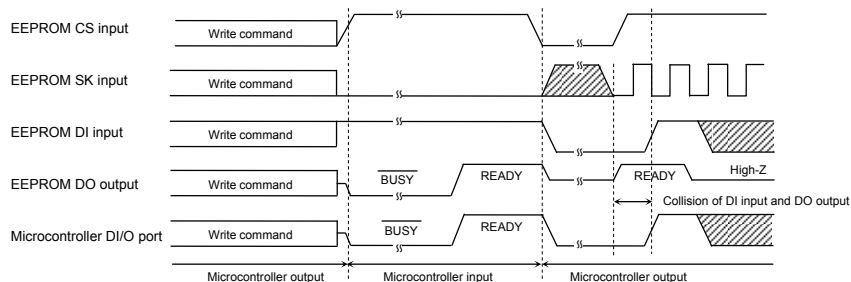 EEPROM CS input
Write command
EEPROM SK input
Write command
EEPROM DI input
Write command
EEPROM DO output
Write command
BUSY
READY
READY
High-Z
Collision of DI input and DO output
Microcontroller DI/O port
Write command
BUSY
READY
Microcontroller output
Microcontroller input
Microcontroller output